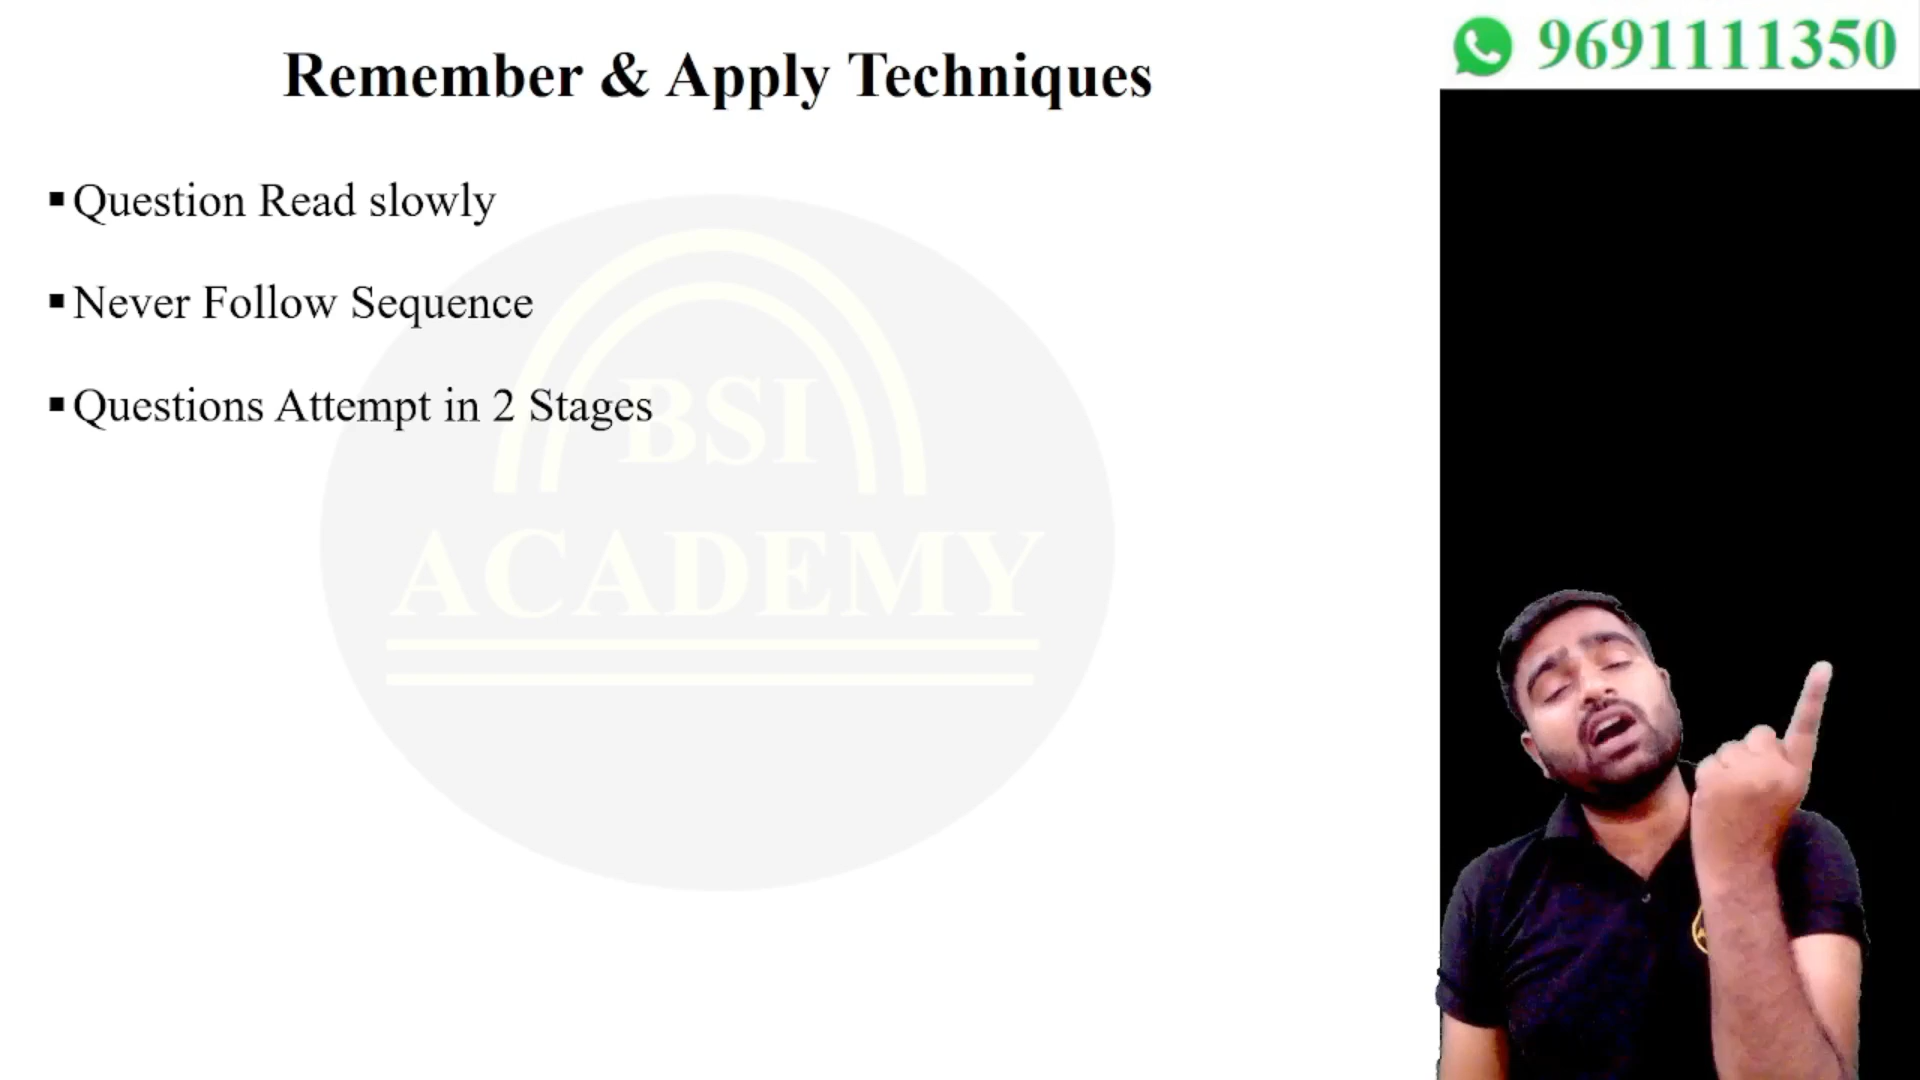 9691111350
Remember & Apply Techniques
Question Read slowly
Never Follow Sequence
Questions Attempt in 2 Stages
BSI
ACADEMY